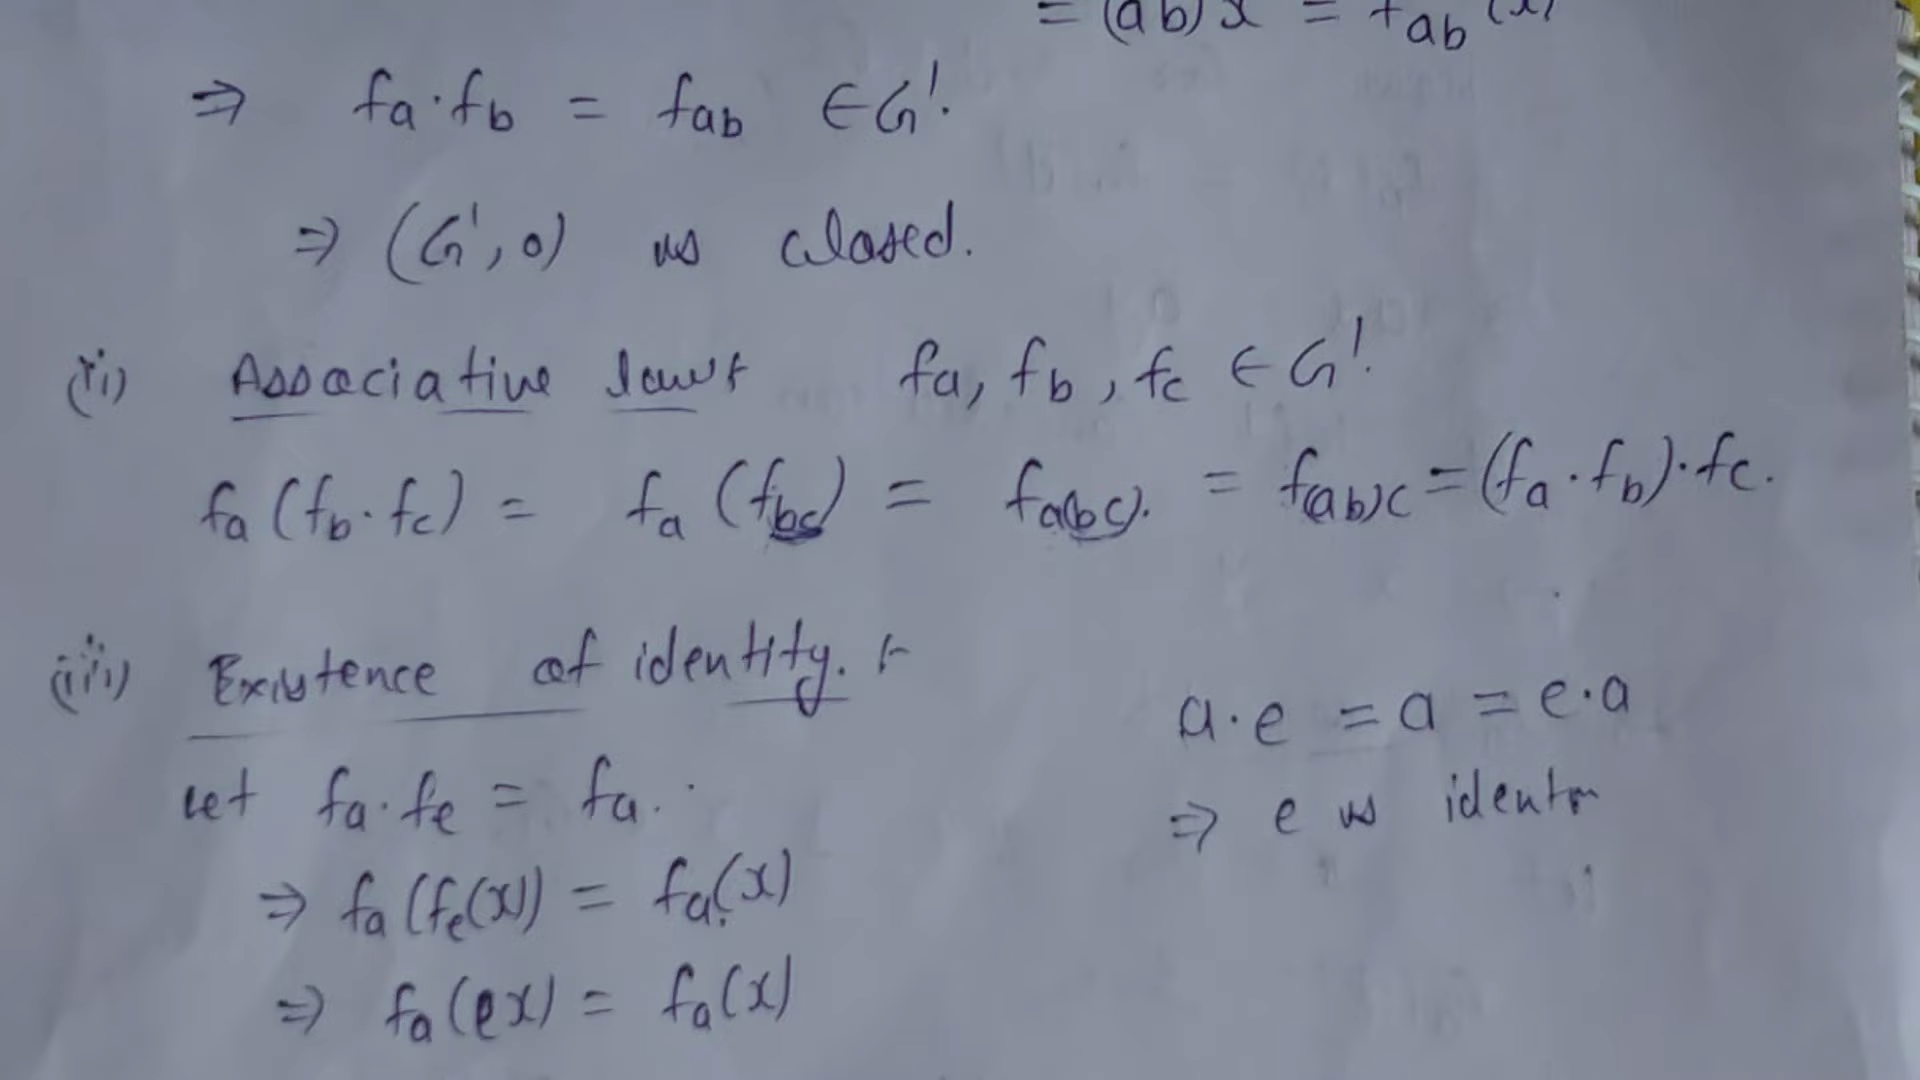 = (ab)x = fab(x)
⇒ fa·fb = fab ∈ G'.
⇒ (G', o) is closed.
(ii) Associative law:- fa, fb, fc ∈ G'.
fa (fb·fc) = fa (fbc) = fa(bc). = f(ab)c = (fa·fb)·fc.
(iii) Existence of identity. :-
a·e = a = e·a
let fa·fe = fa.
⇒ e is
⇒ fa (fe(x)) = fa(x)
⇒ fa (ex) = fa(x)